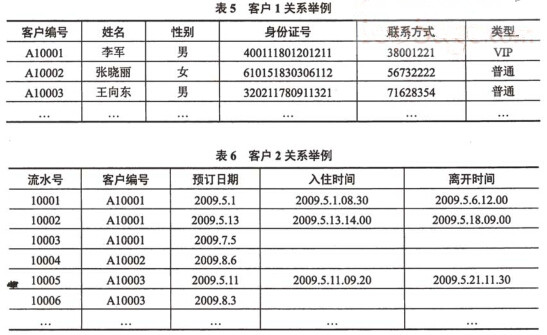 表 5 客户 1 关系举例
客户编号 姓名 性别 身份证号 联系方式 类型
A10001 李军 男 400111801201211 38001221 VIP
A10002 张晓丽 女 610151830306112 56732222 普通
A10003 王向东 男 320211780911321 71628354 普通
… … … … … …
表 6 客户 2 关系举例
流水号 客户编号 预订日期 入住时间 离开时间
10001 A10001 2009.5.1 2009.5.1.08.30 2009.5.6.12.00
10002 A10001 2009.5.13 2009.5.13.14.00 2009.5.18.09.00
10003 A10001 2009.7.5
10004 A10002 2009.8.6
10005 A10003 2009.5.11 2009.5.11.09.20 2009.5.21.11.30
10006 A10003 2009.8.3
… … … … …